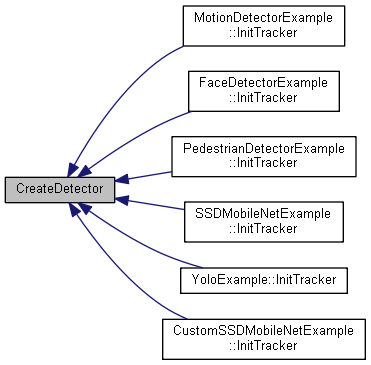 MotionDetectorExample
::InitTracker
FaceDetectorExample
::InitTracker
PedestrianDetectorExample
::InitTracker
CreateDetector
SSDMobileNetExample
::InitTracker
YoloExample::InitTracker
CustomSSDMobileNetExample
::InitTracker